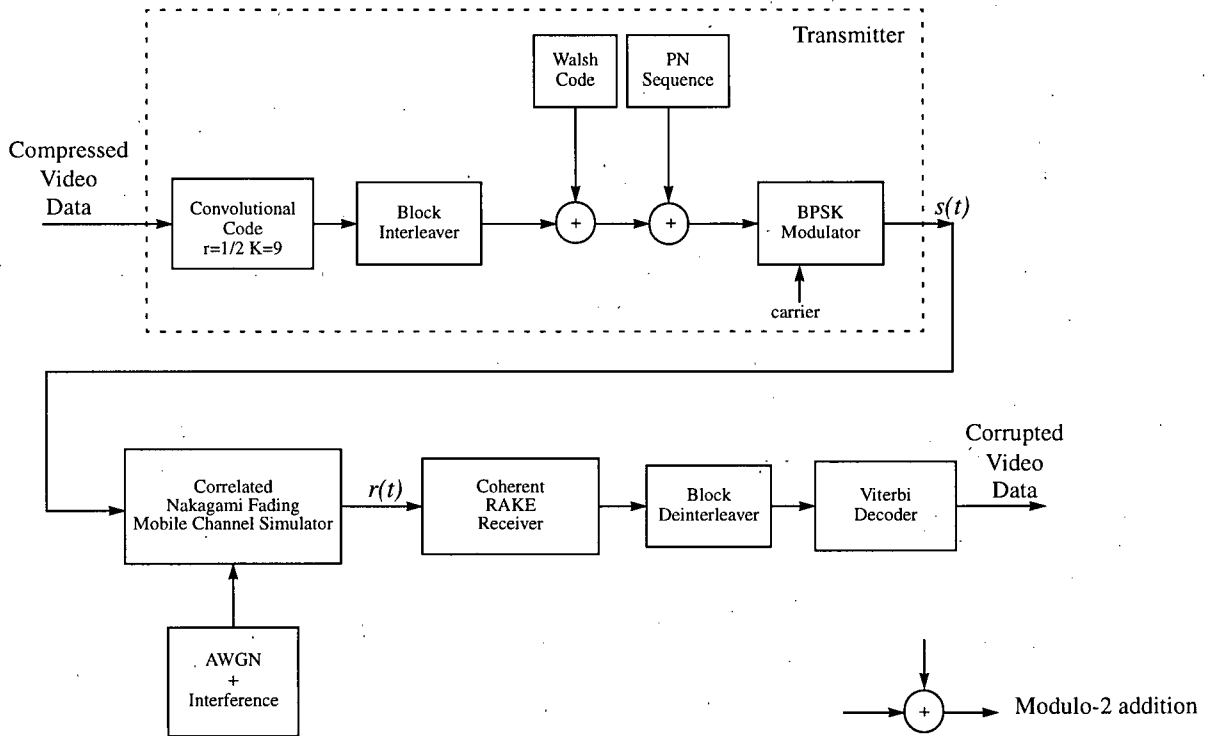 Transmitter
Walsh
Code
PN
Sequence
Compressed
Video
Data
Convolutional
Code
r=1/2 K=9
Block
Interleaver
+
+
BPSK
Modulator
s(t)
carrier
Correlated
Nakagami Fading
Mobile Channel Simulator
r(t)
Coherent
RAKE
Receiver
Block
Deinterleaver
Viterbi
Decoder
Corrupted
Video
Data
AWGN
+
Interference
+
Modulo-2 addition